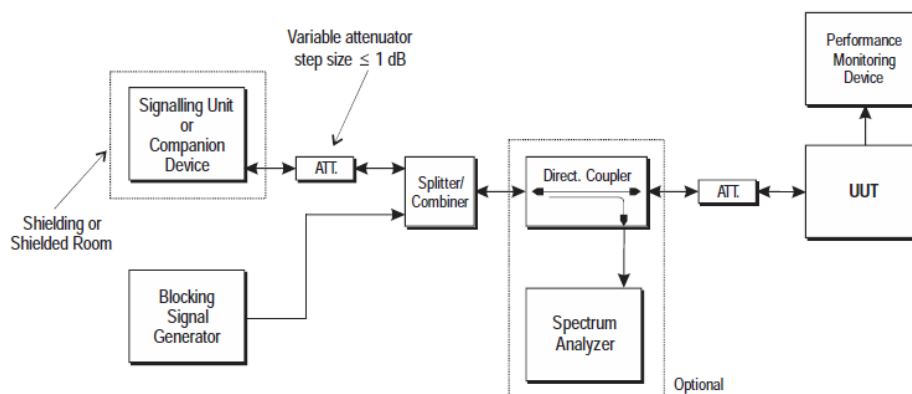 Variable attenuator
step size ≤ 1 dB
Performance
Monitoring
Device
Signalling Unit
or
Companion
Device
ATT.
Splitter/
Combiner
Direct. Coupler
ATT.
UUT
Shielding or
Shielded Room
Blocking
Signal
Generator
Spectrum
Analyzer
Optional